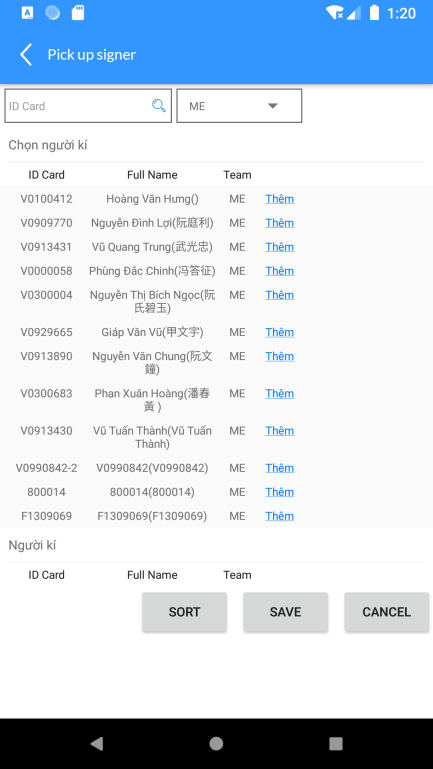 1:20
Pick up signer
ID Card
ME
Chọn người kí
ID Card Full Name Team
V0100412 Hoàng Văn Hưng() ME Thêm
V0909770 Nguyễn Đình Lợi(阮庭利) ME Thêm
V0913431 Vũ Quang Trung(武光忠) ME Thêm
V0000058 Phùng Đắc Chinh(冯答征) ME Thêm
V0300004 Nguyễn Thị Bích Ngọc(阮 ME Thêm
氏碧玉)
V0929665 Giáp Văn Vũ(甲文宇) ME Thêm
V0913890 Nguyễn Văn Chung(阮文 ME Thêm
鐘)
V0300683 Phan Xuân Hoàng(潘春 ME Thêm
黃 )
V0913430 Vũ Tuấn Thành(Vũ Tuấn ME Thêm
Thành)
V0990842-2 V0990842(V0990842) ME Thêm
800014 800014(800014) ME Thêm
F1309069 F1309069(F1309069) ME Thêm
Người kí
ID Card Full Name Team
SORT SAVE CANCEL